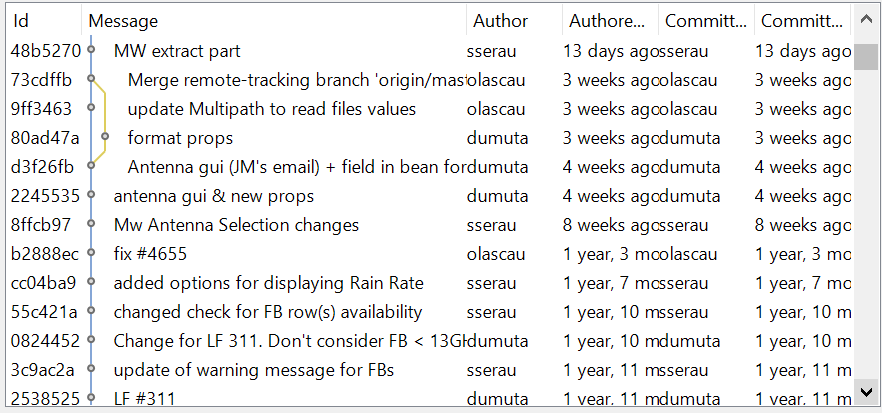 Id Message Author Authore... Committ... Committ...
48b5270 MW extract part sserau 13 days ago sserau 13 days ago
73cdffb Merge remote-tracking branch 'origin/mast olascau 3 weeks ago olascau 3 weeks ago
9ff3463 update Multipath to read files values olascau 3 weeks ago olascau 3 weeks ago
80ad47a format props dumuta 3 weeks ago dumuta 3 weeks ago
d3f26fb Antenna gui (JM's email) + field in bean for dumuta 4 weeks ago dumuta 4 weeks ago
2245535 antenna gui & new props dumuta 4 weeks ago dumuta 4 weeks ago
8ffcb97 Mw Antenna Selection changes sserau 8 weeks ago sserau 8 weeks ago
b2888ec fix #4655 olascau 1 year, 3 mo olascau 1 year, 3 mo
cc04ba9 added options for displaying Rain Rate sserau 1 year, 7 mo sserau 1 year, 7 mo
55c421a changed check for FB row(s) availability sserau 1 year, 10 m sserau 1 year, 10 m
0824452 Change for LF 311. Don't consider FB < 13GH dumuta 1 year, 10 m dumuta 1 year, 10 m
3c9ac2a update of warning message for FBs sserau 1 year, 11 m sserau 1 year, 11 m
2538525 LF #311 dumuta 1 year, 11 m dumuta 1 year, 11 m